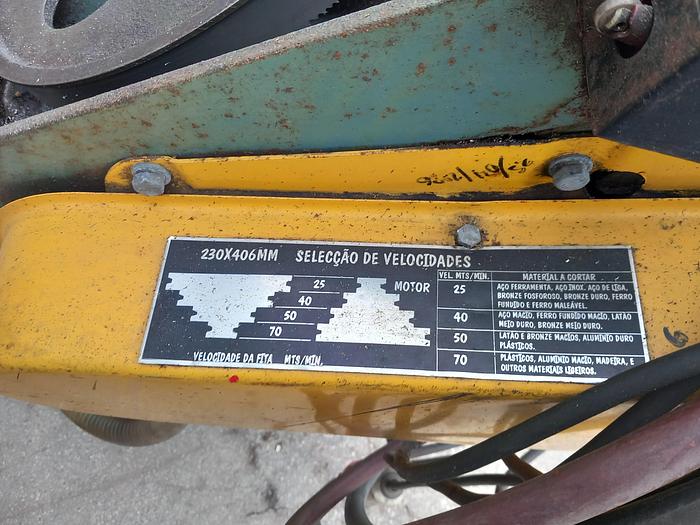 230X406MM SELECÇÃO DE VELOCIDADES
25 MOTOR
40
50
70
VELOCIDADE DA FITA MTS/MIN.
VEL. MTS/MIN. MATERIAL A CORTAR
25 AÇO FERRAMENTA, AÇO INOX. AÇO DE LIGA,
BRONZE FOSFOROSO, BRONZE DURO, FERRO
FUNDIDO E FERRO MALEÁVEL.
40 AÇO MACIO, FERRO FUNDIDO MACIO, LATÃO
MEIO DURO, BRONZE MEIO DURO.
50 LATÃO E BRONZE MACIOS, ALUMINIO DURO
PLÁSTICOS.
70 PLÁSTICOS, ALUMINIO MACIO, MADEIRA, E
OUTROS MATERIAIS LIGEIROS.